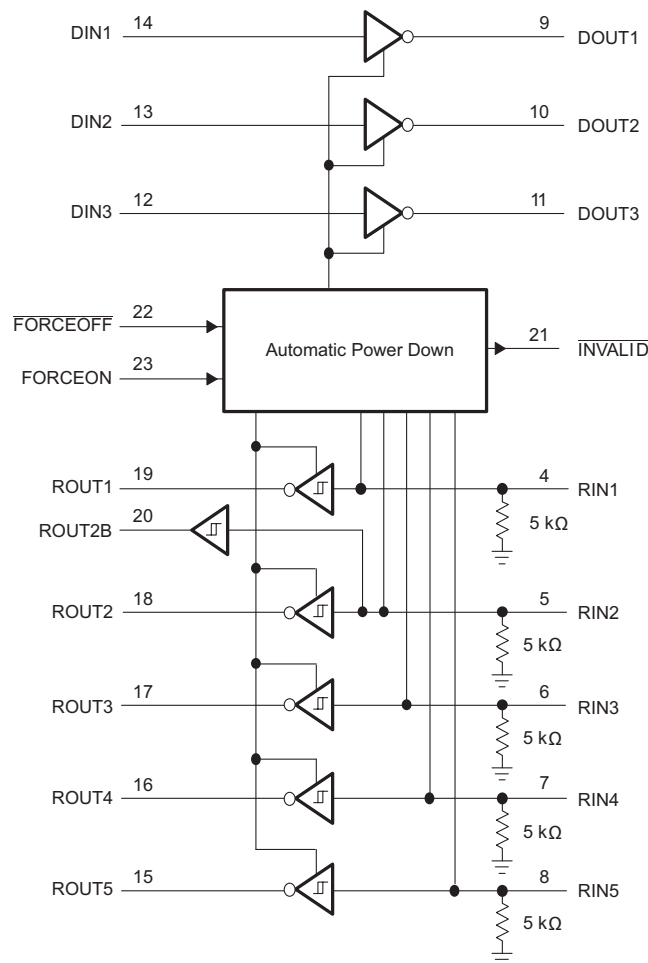 DIN1 14 9 DOUT1
DIN2 13 10 DOUT2
DIN3 12 11 DOUT3
FORCEOFF 22
Automatic Power Down 21 INVALID
FORCEON 23
ROUT1 19 4 RIN1
5 kΩ
ROUT2B 20
ROUT2 18 5 RIN2
5 kΩ
ROUT3 17 6 RIN3
5 kΩ
ROUT4 16 7 RIN4
5 kΩ
ROUT5 15 8 RIN5
5 kΩ